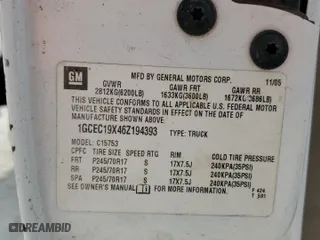 GM
MFD BY GENERAL MOTORS CORP. 11/05
GVWR GAWR FRT GAWR RR
2812KG(6200LB) 1633KG(3600LB) 1672KG(3686LB)
THIS VEHICLE CONFORMS TO ALL APPLICABLE U.S. FEDERAL MOTOR
VEHICLE SAFETY STANDARDS IN EFFECT ON THE DATE OF
MANUFACTURE SHOWN ABOVE.
1GCEC19X46Z194393 TYPE: TRUCK
MODEL: C15753
CPFC TIRE SIZE SPEED RTG RIM COLD TIRE PRESSURE
FRT P245/70R17 S 17X7.5J 240KPA(35PSI)
RR P245/70R17 S 17X7.5J 240KPA(35PSI)
SPA P245/70R17 S 17X7.5J 240KPA(35PSI)
SEE OWNER'S MANUAL FOR MORE INFORMATION.
F 424